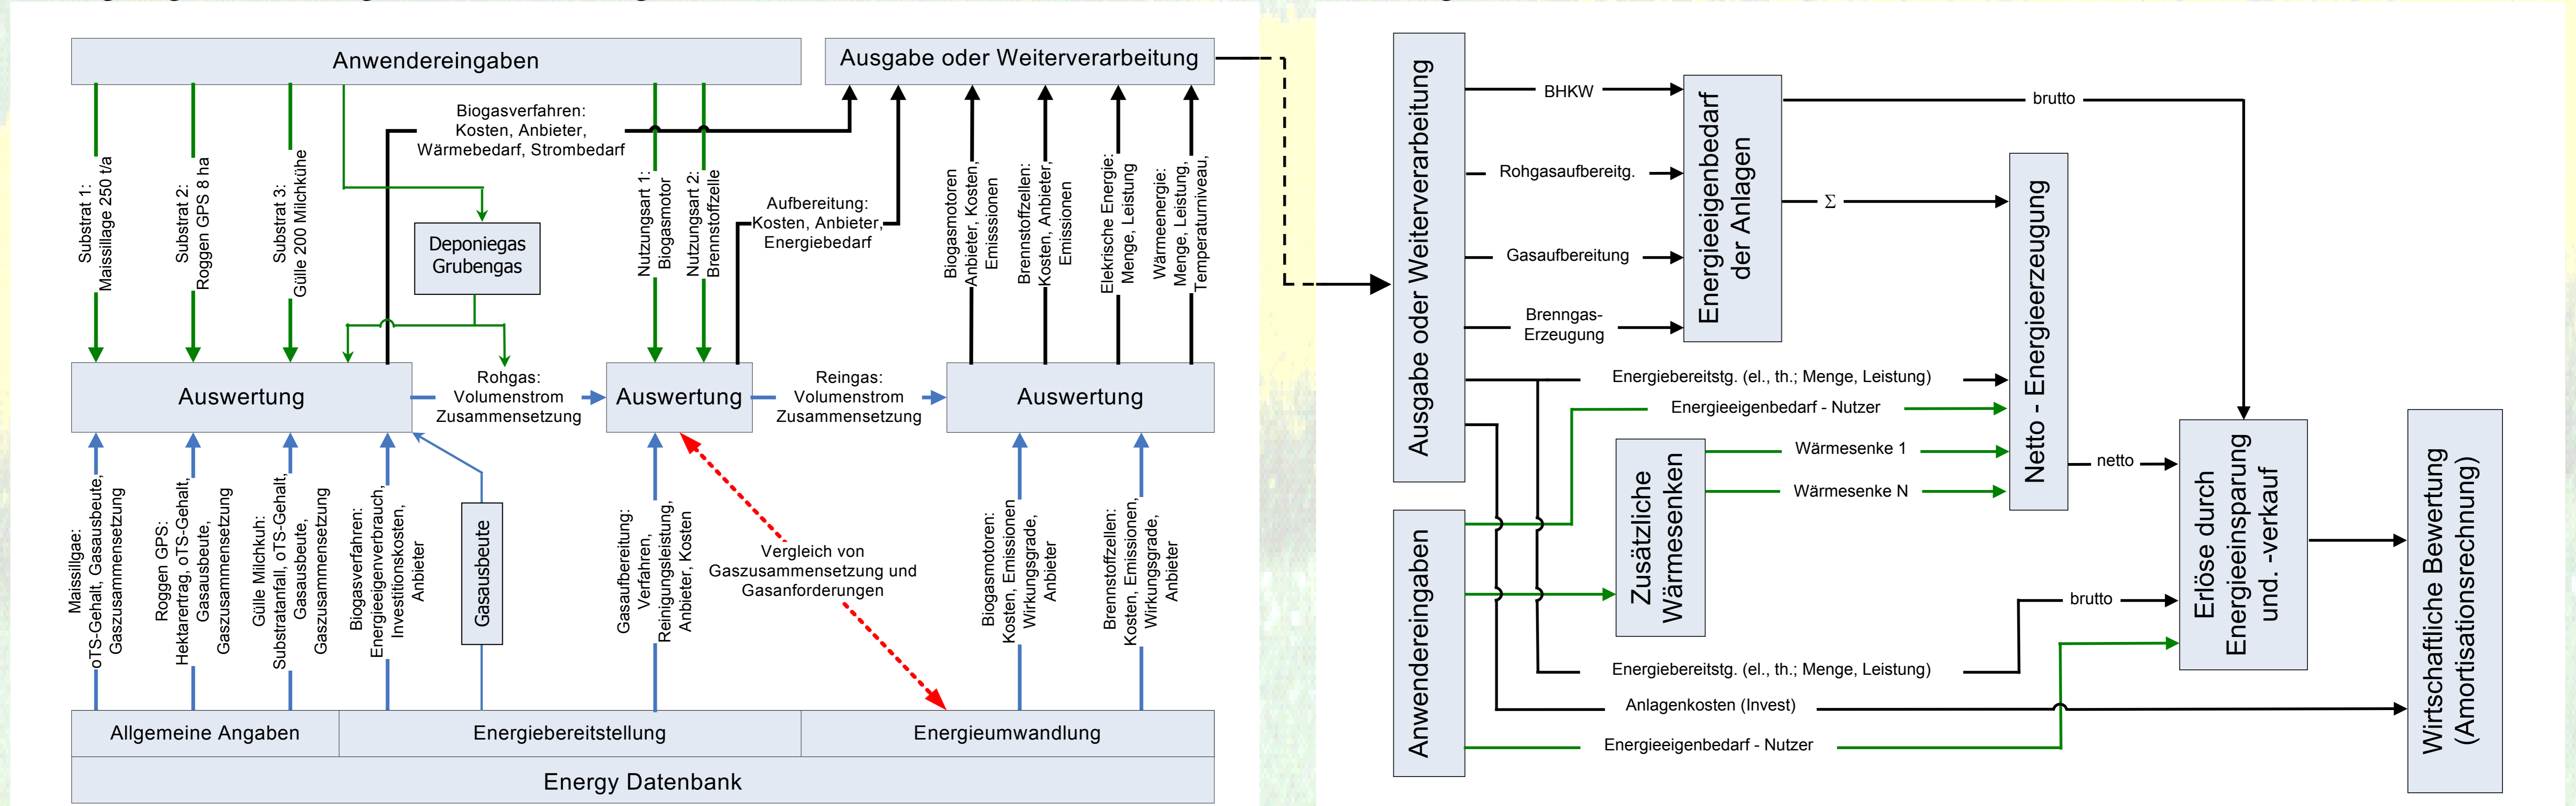 Anwendereingaben
Ausgabe oder Weiterverarbeitung
Substrat 1:
Maissillage 250 t/a
Substrat 2:
Roggen GPS 8 ha
Substrat 3:
Gülle 200 Milchkühe
Biogasverfahren:
Kosten, Anbieter,
Wärmebedarf, Strombedarf
Deponiegas
Grubengas
Nutzungsart 1:
Biogasmotor
Nutzungsart 2:
Brennstoffzelle
Aufbereitung:
Kosten, Anbieter,
Energiebedarf
Biogasmotoren
Anbieter, Kosten,
Emisssionen
Brennstoffzellen:
Kosten, Anbieter,
Emissionen
Elekrische Energie:
Menge, Leistung
Wärmeenergie:
Menge, Leistung,
Temperaturniveau,
Auswertung
Rohgas:
Volumenstrom
Zusammensetzung
Auswertung
Reingas:
Volumenstrom
Zusammensetzung
Auswertung
Maissillgae:
oTS-Gehalt, Gasausbeute,
Gaszusammensetzung
Roggen GPS:
Hektarertrag, oTS-Gehalt,
Gasausbeute,
Gaszusammensetzung
Gülle Milchkuh:
Substratanfall, oTS-Gehalt,
Gasausbeute,
Gaszusammensetzung
Biogasverfahren:
Energieeigenverbrauch,
Investitionskosten,
Anbieter
Gasausbeute
Gasaufbereitung:
Verfahren,
Reinigungsleistung,
Anbieter, Kosten
Vergleich von
Gaszusammensetzung und
Gasanforderungen
Biogasmotoren:
Kosten, Emissionen
Wirkungsgrade,
Anbieter
Brennstoffzellen:
Kosten, Emissionen,
Wirkungsgrade,
Anbieter
Allgemeine Angaben
Energiebereitstellung
Energieumwandlung
Energy Datenbank
Ausgabe oder Weiterverarbeitung
BHKW
Rohgasaufbereitg.
Gasaufbereitung
Brenngas-
Erzeugung
Energieeigenbedarf
der Anlagen
brutto
Σ
Energiebereitstg. (el., th.; Menge, Leistung)
Energieeigenbedarf - Nutzer
Wärmesenke 1
Wärmesenke N
Netto - Energieerzeugung
Zusätzliche
Wärmesenken
Anwendereingaben
netto
brutto
Energiebereitstg. (el., th.; Menge, Leistung)
Anlagenkosten (Invest)
Energieeigenbedarf - Nutzer
Erlöse durch
Energieeinsparung
und. -verkauf
Wirtschaftliche Bewertung
(Amortisationsrechnung)